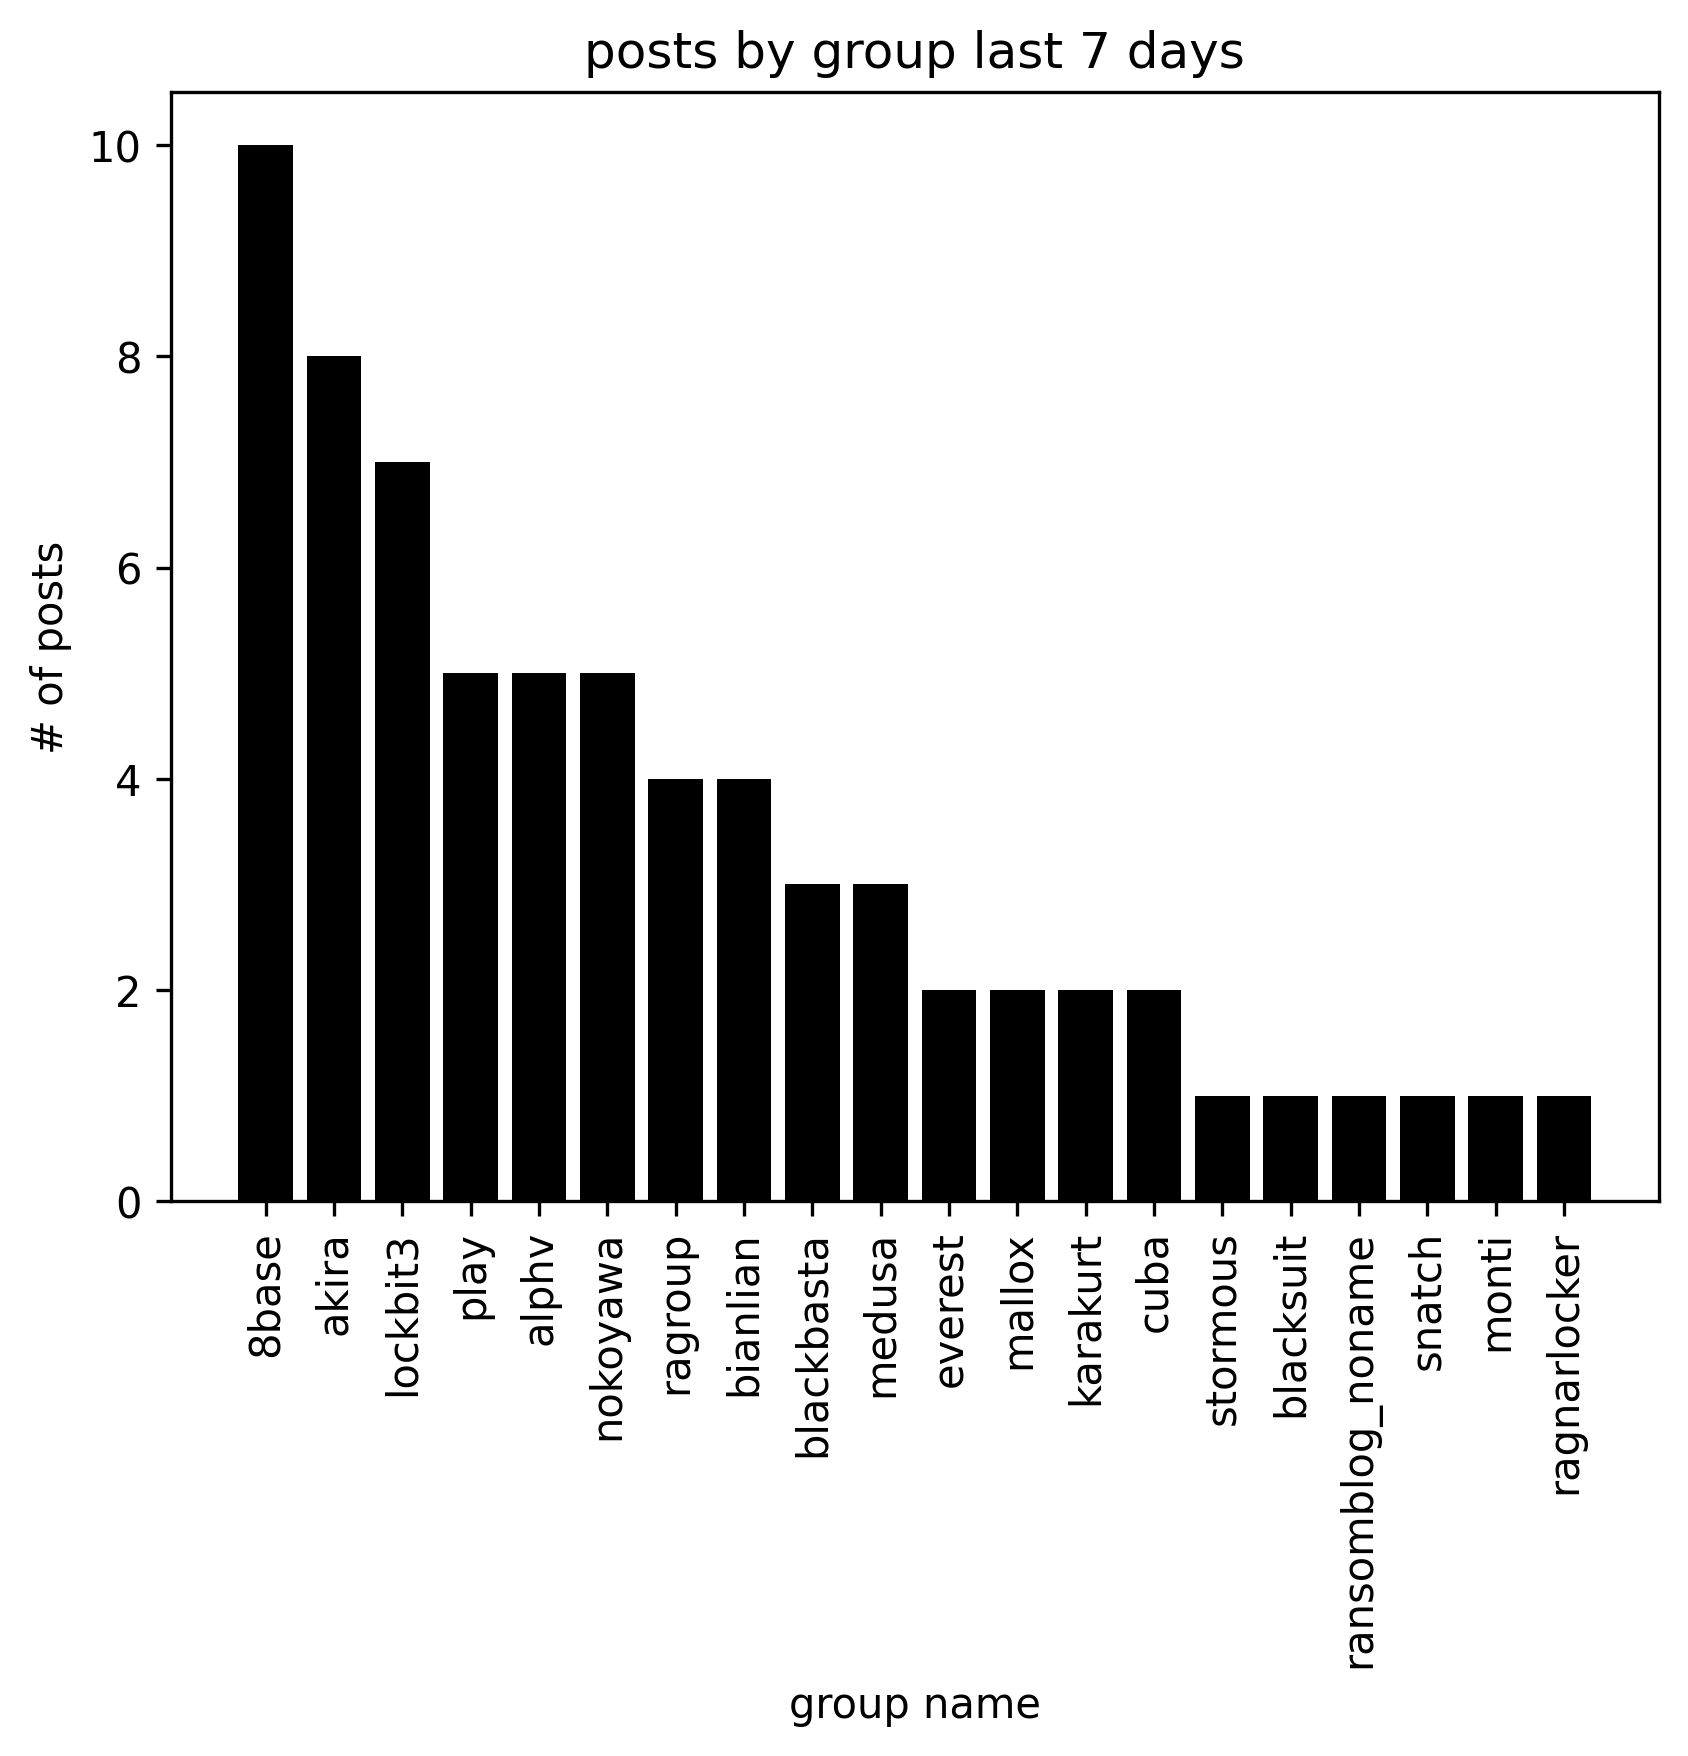 posts by group last 7 days
10
8
6
4
2
0
# of posts
8base
akira
lockbit3
play
alphv
nokoyawa
ragroup
bianlian
blackbasta
medusa
everest
mallox
karakurt
cuba
stormous
blacksuit
ransomblog_noname
snatch
monti
ragnarlocker
group name